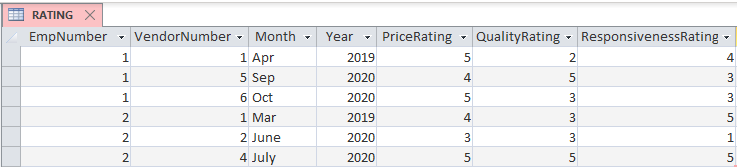 RATING
EmpNumber VendorNumber Month Year PriceRating QualityRating ResponsivenessRating
1 1 Apr 2019 5 2 4
1 5 Sep 2020 4 5 3
1 6 Oct 2020 5 3 3
2 1 Mar 2019 4 3 5
2 2 June 2020 3 3 1
2 4 July 2020 5 5 5